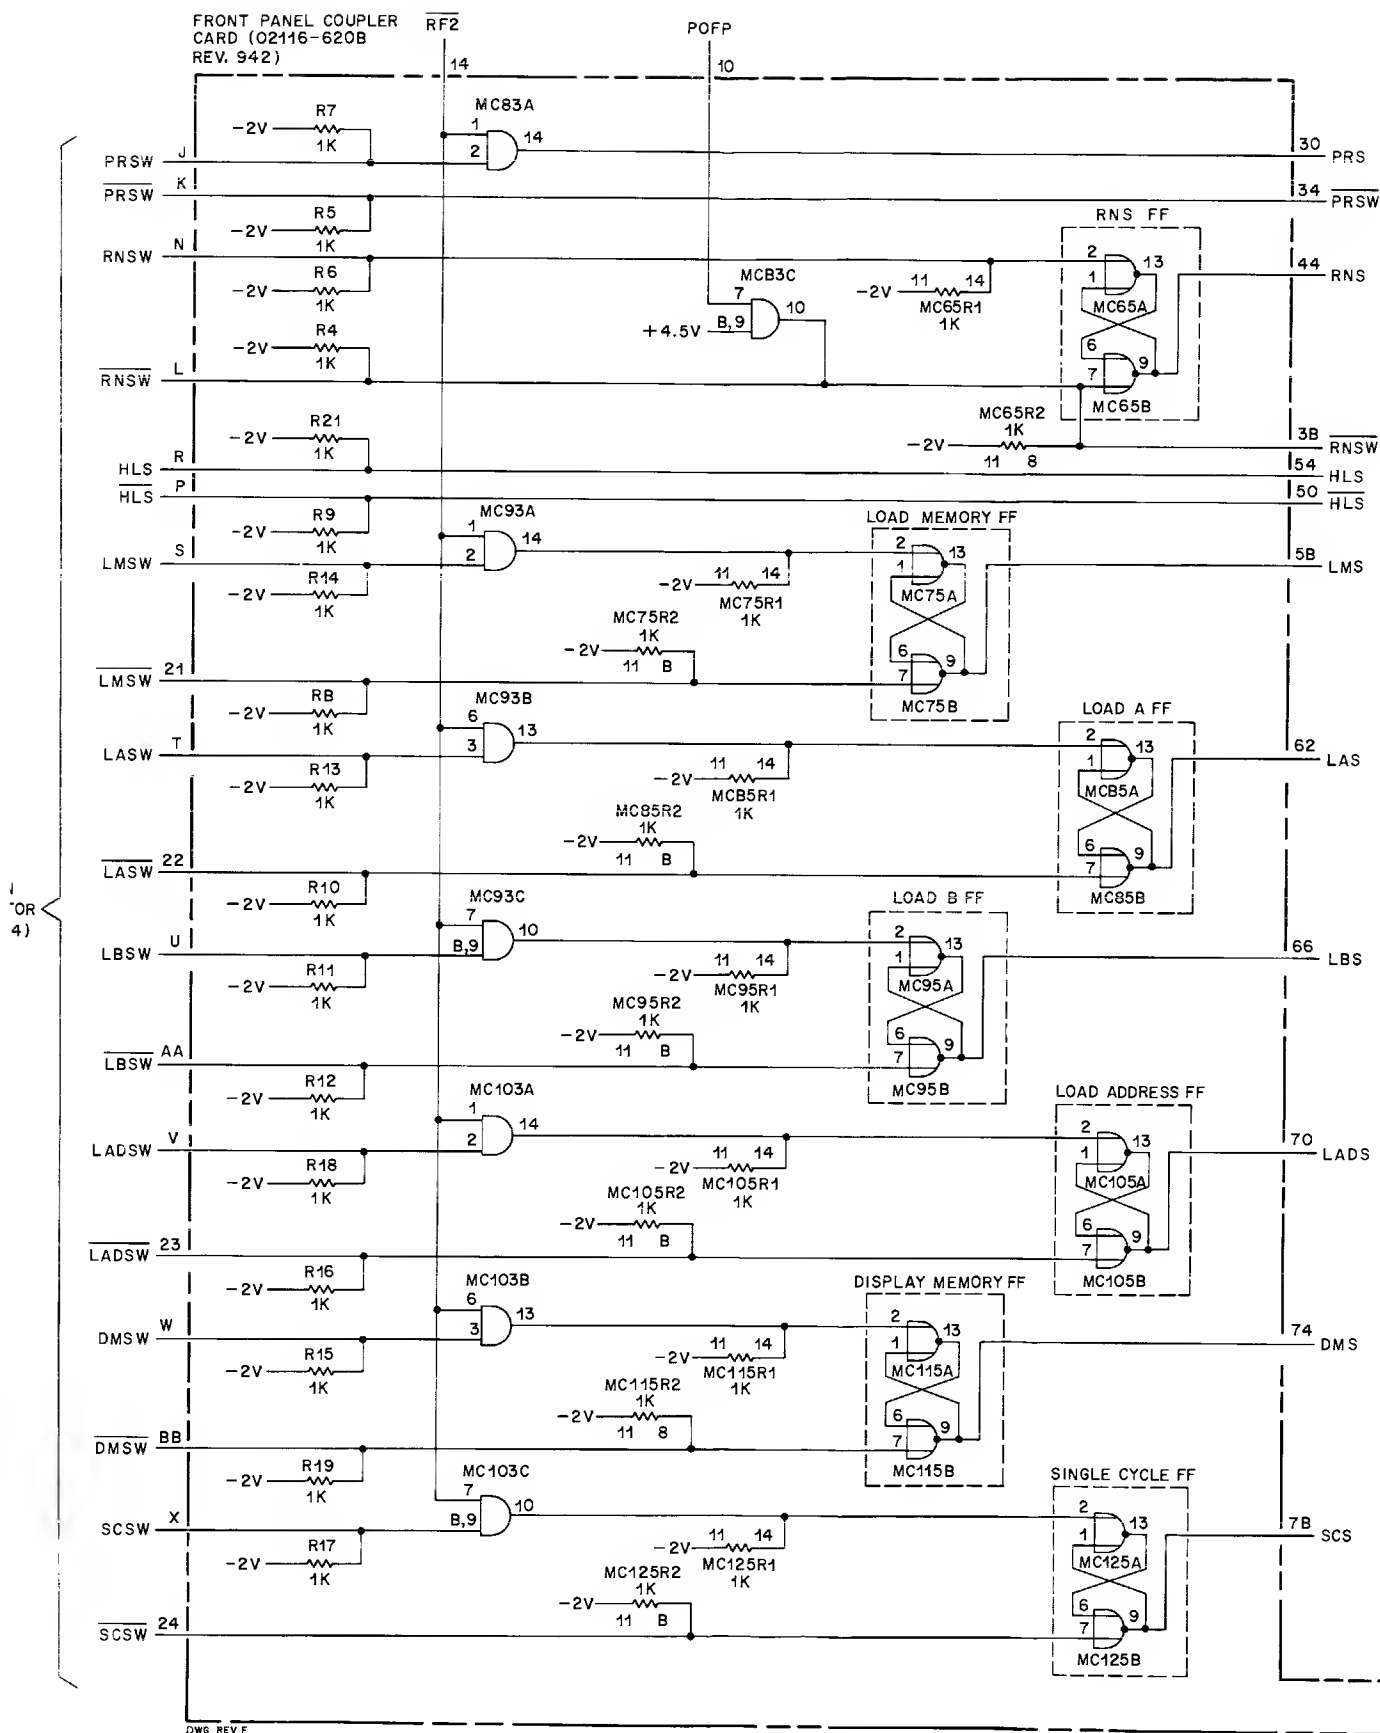 FRONT PANEL COUPLER
CARD (02116-620B
REV. 942)
RF2
14
POFP
10
R7
-2V
1K
MC83A
1
2
14
PRSW J
30 PRS
PRSW K
34 PRSW
R5
-2V
1K
RNS FF
RNSW N
R6
-2V
1K
MCB3C
7
B,9
10
+4.5V
11 14
-2V
MC65R1
1K
2
1
13
MC65A
44 RNS
R4
-2V
1K
6
7
9
MC65B
RNSW L
MC65R2
1K
-2V
11 8
3B RNSW
R21
-2V
1K
HLS R
54 HLS
HLS P
50 HLS
R9
-2V
1K
MC93A
1
2
14
LOAD MEMORY FF
2
1
13
MC75A
LMSW S
5B LMS
R14
-2V
1K
11 14
-2V
MC75R1
1K
MC75R2
1K
-2V
11 B
6
7
9
MC75B
LMSW 21
RB
-2V
1K
MC93B
6
3
13
LOAD A FF
2
1
13
MCB5A
LASW T
62 LAS
R13
-2V
1K
11 14
-2V
MCB5R1
1K
MC85R2
1K
-2V
11 B
6
7
9
MC85B
LASW 22
R10
-2V
1K
OR
4)
MC93C
7
B,9
10
LOAD B FF
2
1
13
MC95A
LBSW U
66 LBS
R11
-2V
1K
11 14
-2V
MC95R1
1K
MC95R2
1K
-2V
11 B
6
7
9
MC95B
LBSW AA
R12
-2V
1K
MC103A
1
2
14
LOAD ADDRESS FF
2
1
13
MC105A
LADSW V
70 LADS
R18
-2V
1K
11 14
-2V
MC105R1
1K
MC105R2
1K
-2V
11 B
6
7
9
MC105B
LADSW 23
R16
-2V
1K
MC103B
6
3
13
DISPLAY MEMORY FF
2
1
13
MC115A
DMSW W
74 DMS
R15
-2V
1K
11 14
-2V
MC115R1
1K
MC115R2
1K
-2V
11 8
6
7
9
MC115B
DMSW BB
R19
-2V
1K
MC103C
7
B,9
10
SINGLE CYCLE FF
2
1
13
MC125A
SCSW X
7B SCS
R17
-2V
1K
11 14
-2V
MC125R1
1K
MC125R2
1K
-2V
11 B
6
7
9
MC125B
SCSW 24
DWG REV F